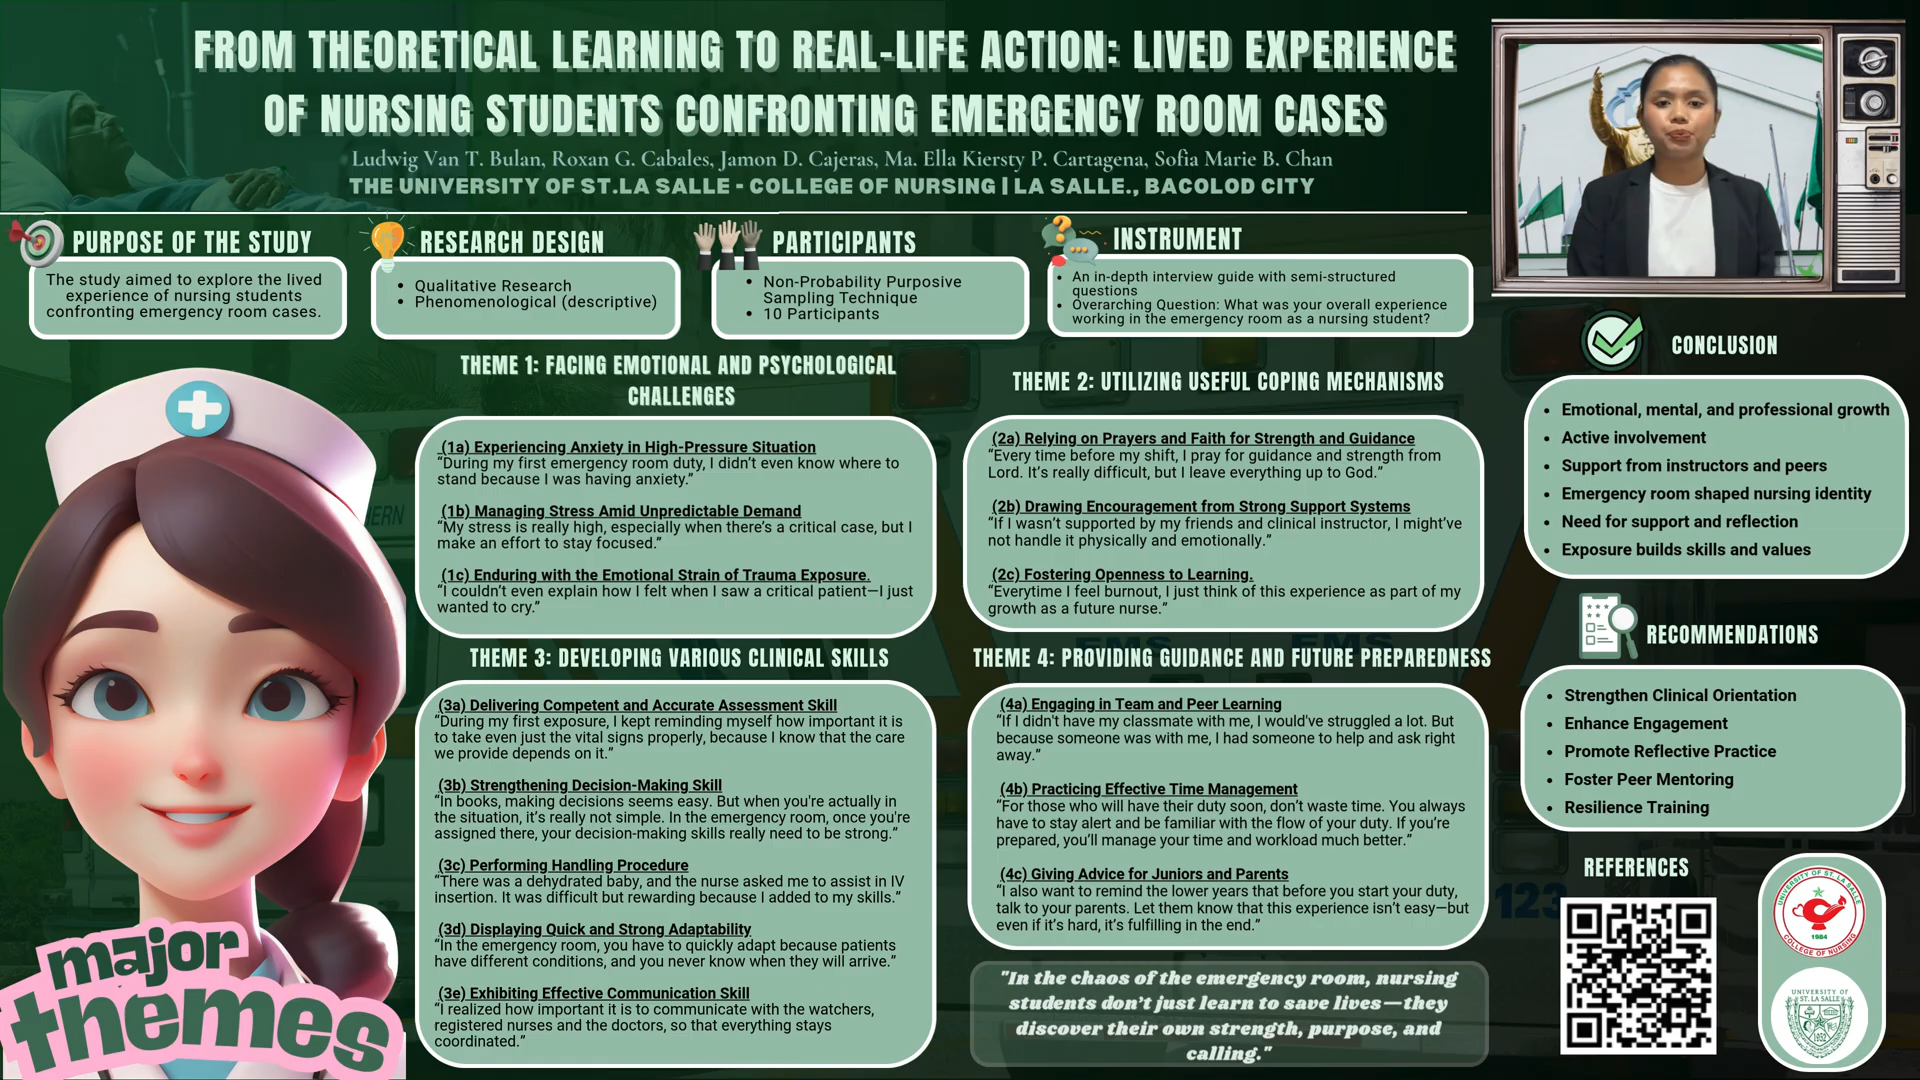 FROM THEORETICAL LEARNING TO REAL-LIFE ACTION: LIVED EXPERIENCE
OF NURSING STUDENTS CONFRONTING EMERGENCY ROOM CASES
Ludwig Van T. Bulan, Roxan G. Cabales, Jamon D. Cajeras, Ma. Ella Kiersty P. Cartagena, Sofia Marie B. Chan
THE UNIVERSITY OF ST.LA SALLE - COLLEGE OF NURSING | LA SALLE., BACOLOD CITY
PURPOSE OF THE STUDY
The study aimed to explore the lived
experience of nursing students
confronting emergency room cases.
RESEARCH DESIGN
• Qualitative Research
• Phenomenological (descriptive)
PARTICIPANTS
• Non-Probability Purposive
Sampling Technique
• 10 Participants
INSTRUMENT
• An in-depth interview guide with semi-structured
questions
• Overarching Question: What was your overall experience
working in the emergency room as a nursing student?
THEME 1: FACING EMOTIONAL AND PSYCHOLOGICAL
CHALLENGES
(1a) Experiencing Anxiety in High-Pressure Situation
“During my first emergency room duty, I didn’t even know where to
stand because I was having anxiety.”
(1b) Managing Stress Amid Unpredictable Demand
“My stress is really high, especially when there’s a critical case, but I
make an effort to stay focused.”
(1c) Enduring with the Emotional Strain of Trauma Exposure.
“I couldn’t even explain how I felt when I saw a critical patient—I just
wanted to cry.”
THEME 2: UTILIZING USEFUL COPING MECHANISMS
(2a) Relying on Prayers and Faith for Strength and Guidance
“Every time before my shift, I pray for guidance and strength from
Lord. It’s really difficult, but I leave everything up to God.”
(2b) Drawing Encouragement from Strong Support Systems
“If I wasn’t supported by my friends and clinical instructor, I might’ve
not handle it physically and emotionally.”
(2c) Fostering Openness to Learning.
“Everytime I feel burnout, I just think of this experience as part of my
growth as a future nurse.”
THEME 3: DEVELOPING VARIOUS CLINICAL SKILLS
(3a) Delivering Competent and Accurate Assessment Skill
“During my first exposure, I kept reminding myself how important it is
to take even just the vital signs properly, because I know that the care
we provide depends on it.”
(3b) Strengthening Decision-Making Skill
“In books, making decisions seems easy. But when you're actually in
the situation, it’s really not simple. In the emergency room, once you're
assigned there, your decision-making skills really need to be strong.”
(3c) Performing Handling Procedure
“There was a dehydrated baby, and the nurse asked me to assist in IV
insertion. It was difficult but rewarding because I added to my skills.”
(3d) Displaying Quick and Strong Adaptability
“In the emergency room, you have to quickly adapt because patients
have different conditions, and you never know when they will arrive.”
(3e) Exhibiting Effective Communication Skill
“I realized how important it is to communicate with the watchers,
registered nurses and the doctors, so that everything stays
coordinated.”
THEME 4: PROVIDING GUIDANCE AND FUTURE PREPAREDNESS
(4a) Engaging in Team and Peer Learning
“If I didn't have my classmate with me, I would've struggled a lot. But
because someone was with me, I had someone to help and ask right
away.”
(4b) Practicing Effective Time Management
“For those who will have their duty soon, don’t waste time. You always
have to stay alert and be familiar with the flow of your duty. If you’re
prepared, you’ll manage your time and workload much better.”
(4c) Giving Advice for Juniors and Parents
“I also want to remind the lower years that before you start your duty,
talk to your parents. Let them know that this experience isn’t easy—but
even if it’s hard, it’s fulfilling in the end.”
"In the chaos of the emergency room, nursing
students don’t just learn to save lives—they
discover their own strength, purpose, and
calling."
major
themes
CONCLUSION
• Emotional, mental, and professional growth
• Active involvement
• Support from instructors and peers
• Emergency room shaped nursing identity
• Need for support and reflection
• Exposure builds skills and values
RECOMMENDATIONS
• Strengthen Clinical Orientation
• Enhance Engagement
• Promote Reflective Practice
• Foster Peer Mentoring
• Resilience Training
REFERENCES
UNIVERSITY OF ST. LA SALLE
1984
COLLEGE OF NURSING
UNIVERSITY OF
ST. LA SALLE
1952
EMS
EMS
123